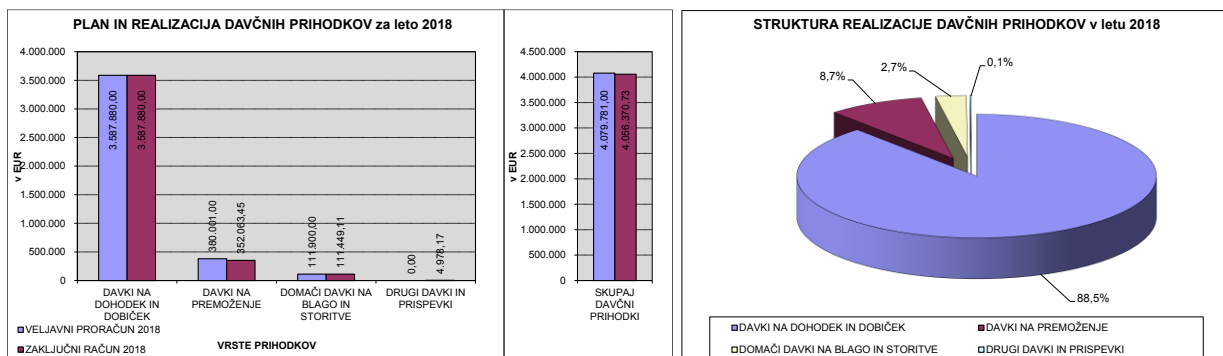 PLAN IN REALIZACIJA DAVČNIH PRIHODKOV za leto 2018
4.000.000
3.500.000
3.000.000
2.500.000
2.000.000
1.500.000
1.000.000
500.000
0
v EUR
3.587.880,00
3.587.880,00
380.001,00
352.063,45
111.900,00
111.449,11
0,00
4.978,17
DAVKI NA
DOHODEK IN
DOBIČEK
DAVKI NA
PREMOŽENJE
DOMAČI DAVKI NA
BLAGO IN
STORITVE
DRUGI DAVKI IN
PRISPEVKI
VELJAVNI PRORAČUN 2018
ZAKLJUČNI RAČUN 2018
VRSTE PRIHODKOV
4.500.000
4.000.000
3.500.000
3.000.000
2.500.000
2.000.000
1.500.000
1.000.000
500.000
0
v EUR
4.079.781,00
4.056.370,73
SKUPAJ
DAVČNI
PRIHODKI
STRUKTURA REALIZACIJE DAVČNIH PRIHODKOV v letu 2018
8,7%
2,7%
0,1%
88,5%
DAVKI NA DOHODEK IN DOBIČEK
DAVKI NA PREMOŽENJE
DOMAČI DAVKI NA BLAGO IN STORITVE
DRUGI DAVKI IN PRISPEVKI